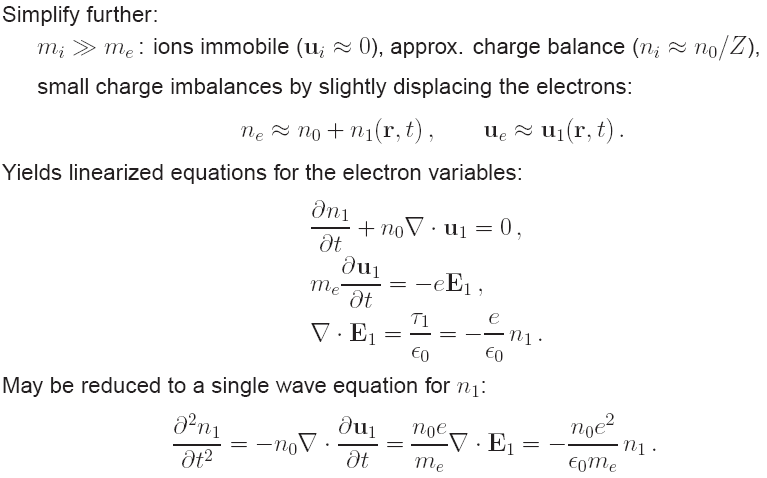 Simplify further:
m_i ≫ m_e : ions immobile (u_i ≈ 0), approx. charge balance (n_i ≈ n_0/Z),
small charge imbalances by slightly displacing the electrons:
n_e ≈ n_0 + n_1(r, t) , u_e ≈ u_1(r, t) .
Yields linearized equations for the electron variables:
∂n_1/∂t + n_0∇ · u_1 = 0 ,
m_e ∂u_1/∂t = −eE_1 ,
∇ · E_1 = τ_1/ϵ_0 = −e/ϵ_0 n_1 .
May be reduced to a single wave equation for n_1:
∂²n_1/∂t² = −n_0∇ · ∂u_1/∂t = n_0e/m_e ∇ · E_1 = −n_0e²/ϵ_0m_e n_1 .